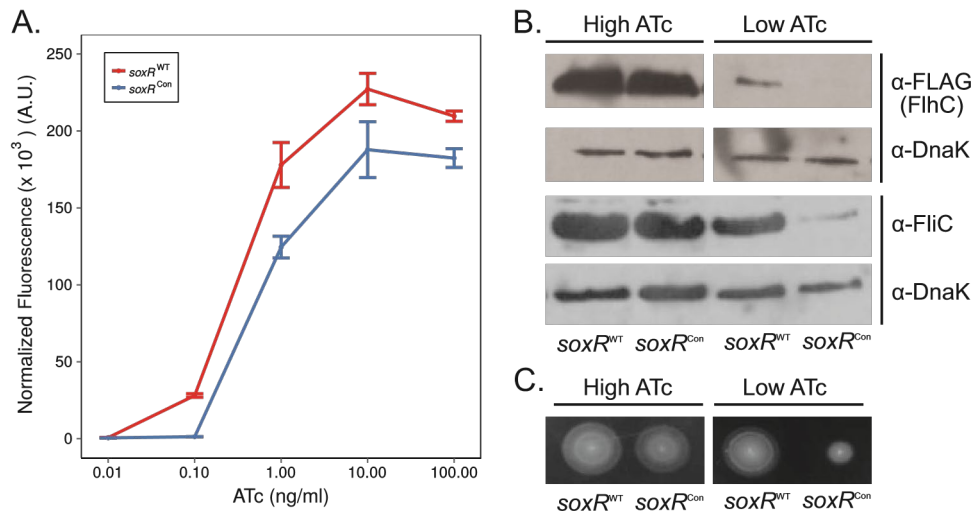 A.
Normalized Fluorescence (x 10³ ) (A.U.)
250
200
150
100
50
0
soxRᵂᵀ
soxRᶜᵒⁿ
0.01 0.10 1.00 10.00 100.00
ATc (ng/ml)
B.
High ATc Low ATc
α-FLAG
(FlhC)
α-DnaK
α-FliC
α-DnaK
soxRᵂᵀ soxRᶜᵒⁿ soxRᵂᵀ soxRᶜᵒⁿ
C.
High ATc Low ATc
soxRᵂᵀ soxRᶜᵒⁿ soxRᵂᵀ soxRᶜᵒⁿ